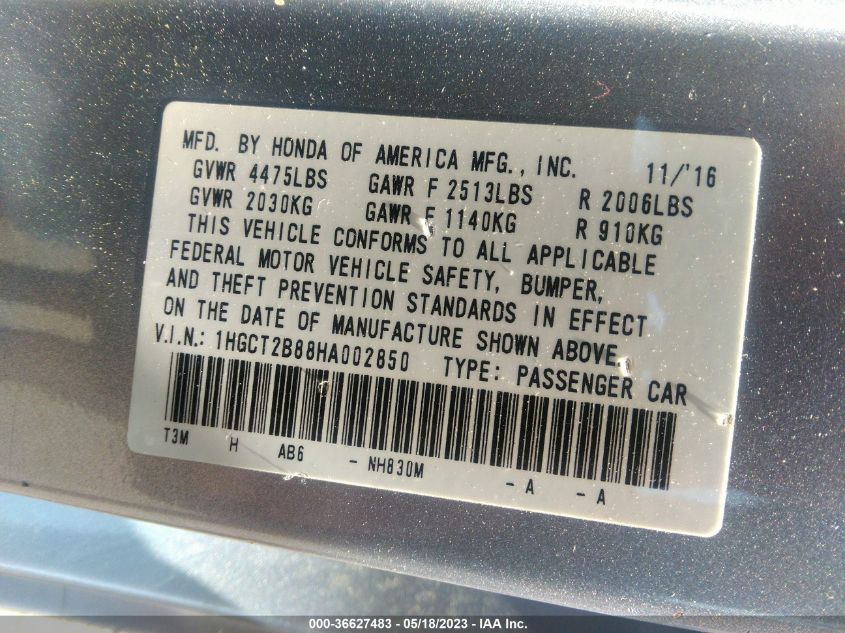 MFD. BY HONDA OF AMERICA MFG., INC. 11/'16
GVWR 4475LBS GAWR F 2513LBS R 2006LBS
GVWR 2030KG GAWR F 1140KG R 910KG
THIS VEHICLE CONFORMS TO ALL APPLICABLE
FEDERAL MOTOR VEHICLE SAFETY, BUMPER,
AND THEFT PREVENTION STANDARDS IN EFFECT
ON THE DATE OF MANUFACTURE SHOWN ABOVE.
V.I.N.: 1HGCT2B88HA002850 TYPE: PASSENGER CAR
T3M H AB6 - NH830M - A - A
000-36627483 - 05/18/2023 - IAA Inc.